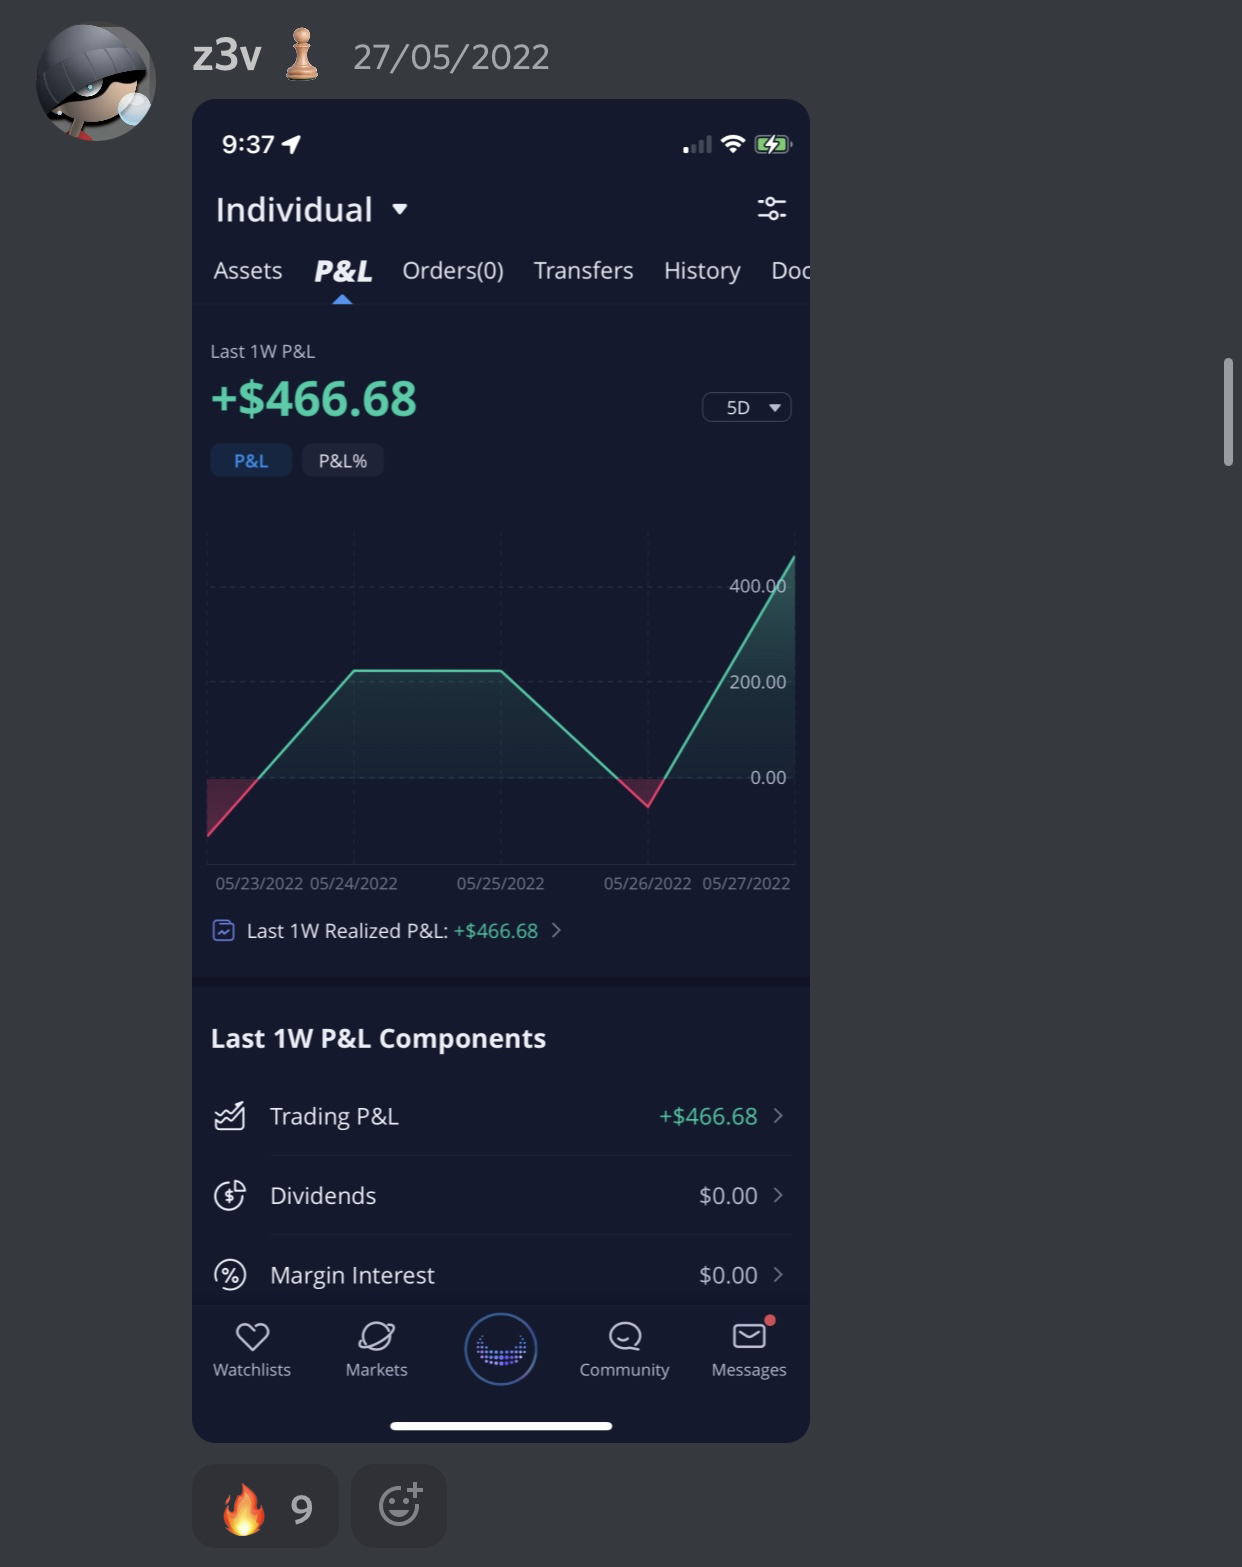 z3v 27/05/2022
9:37
Individual
Assets P&L Orders(0) Transfers History Doc
Last 1W P&L
+$466.68
5D
P&L P&L%
400.00
200.00
0.00
05/23/2022 05/24/2022 05/25/2022 05/26/2022 05/27/2022
Last 1W Realized P&L: +$466.68
Last 1W P&L Components
Trading P&L +$466.68
Dividends $0.00
Margin Interest $0.00
Watchlists Markets Community Messages
9